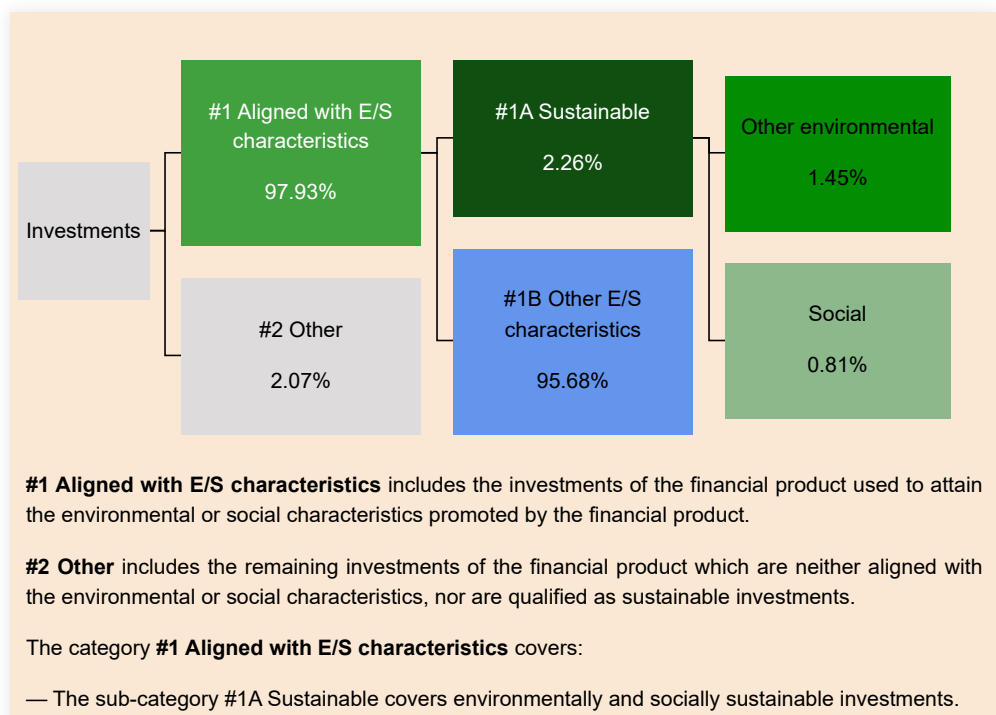 #1 Aligned with E/S
characteristics
97.93%
#1A Sustainable
2.26%
Other environmental
1.45%
Investments
#2 Other
2.07%
#1B Other E/S
characteristics
95.68%
Social
0.81%
#1 Aligned with E/S characteristics includes the investments of the financial product used to attain
the environmental or social characteristics promoted by the financial product.
#2 Other includes the remaining investments of the financial product which are neither aligned with
the environmental or social characteristics, nor are qualified as sustainable investments.
The category #1 Aligned with E/S characteristics covers:
— The sub-category #1A Sustainable covers environmentally and socially sustainable investments.